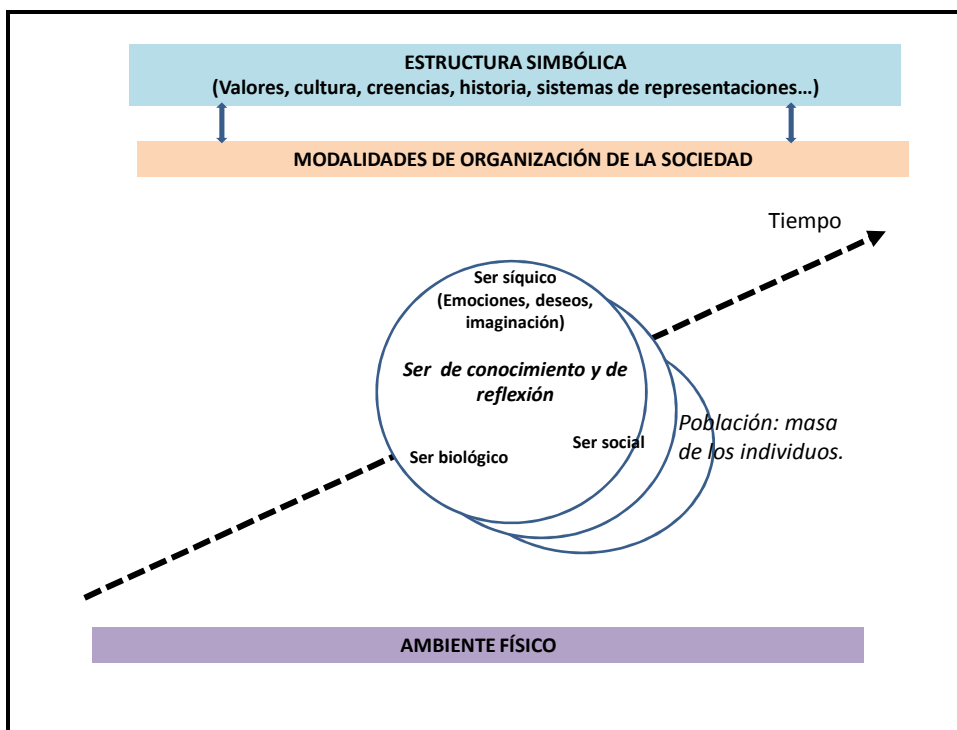 ESTRUCTURA SIMBÓLICA
(Valores, cultura, creencias, historia, sistemas de representaciones…)
MODALIDADES DE ORGANIZACIÓN DE LA SOCIEDAD
Tiempo
Ser síquico
(Emociones, deseos,
imaginación)
Ser de conocimiento y de
reflexión
Población: masa
de los individuos.
Ser social
Ser biológico
AMBIENTE FÍSICO